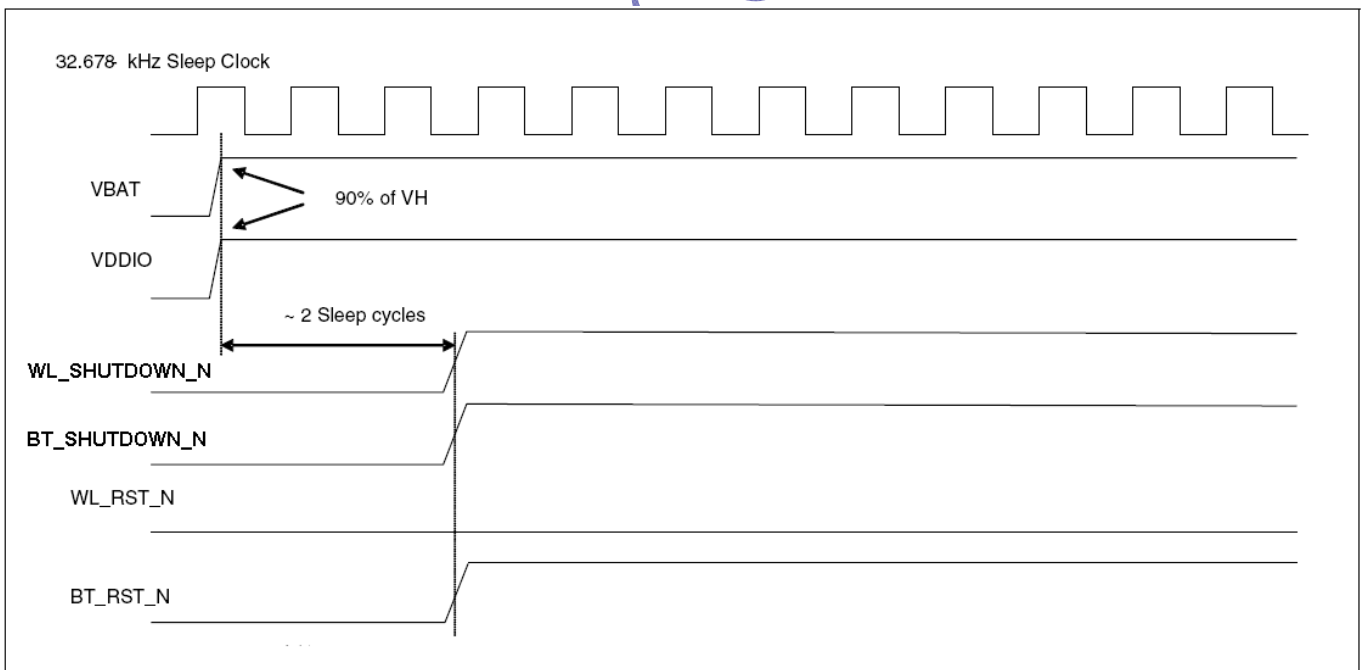 32.678- kHz Sleep Clock
VBAT
90% of VH
VDDIO
~ 2 Sleep cycles
WL_SHUTDOWN_N
BT_SHUTDOWN_N
WL_RST_N
BT_RST_N